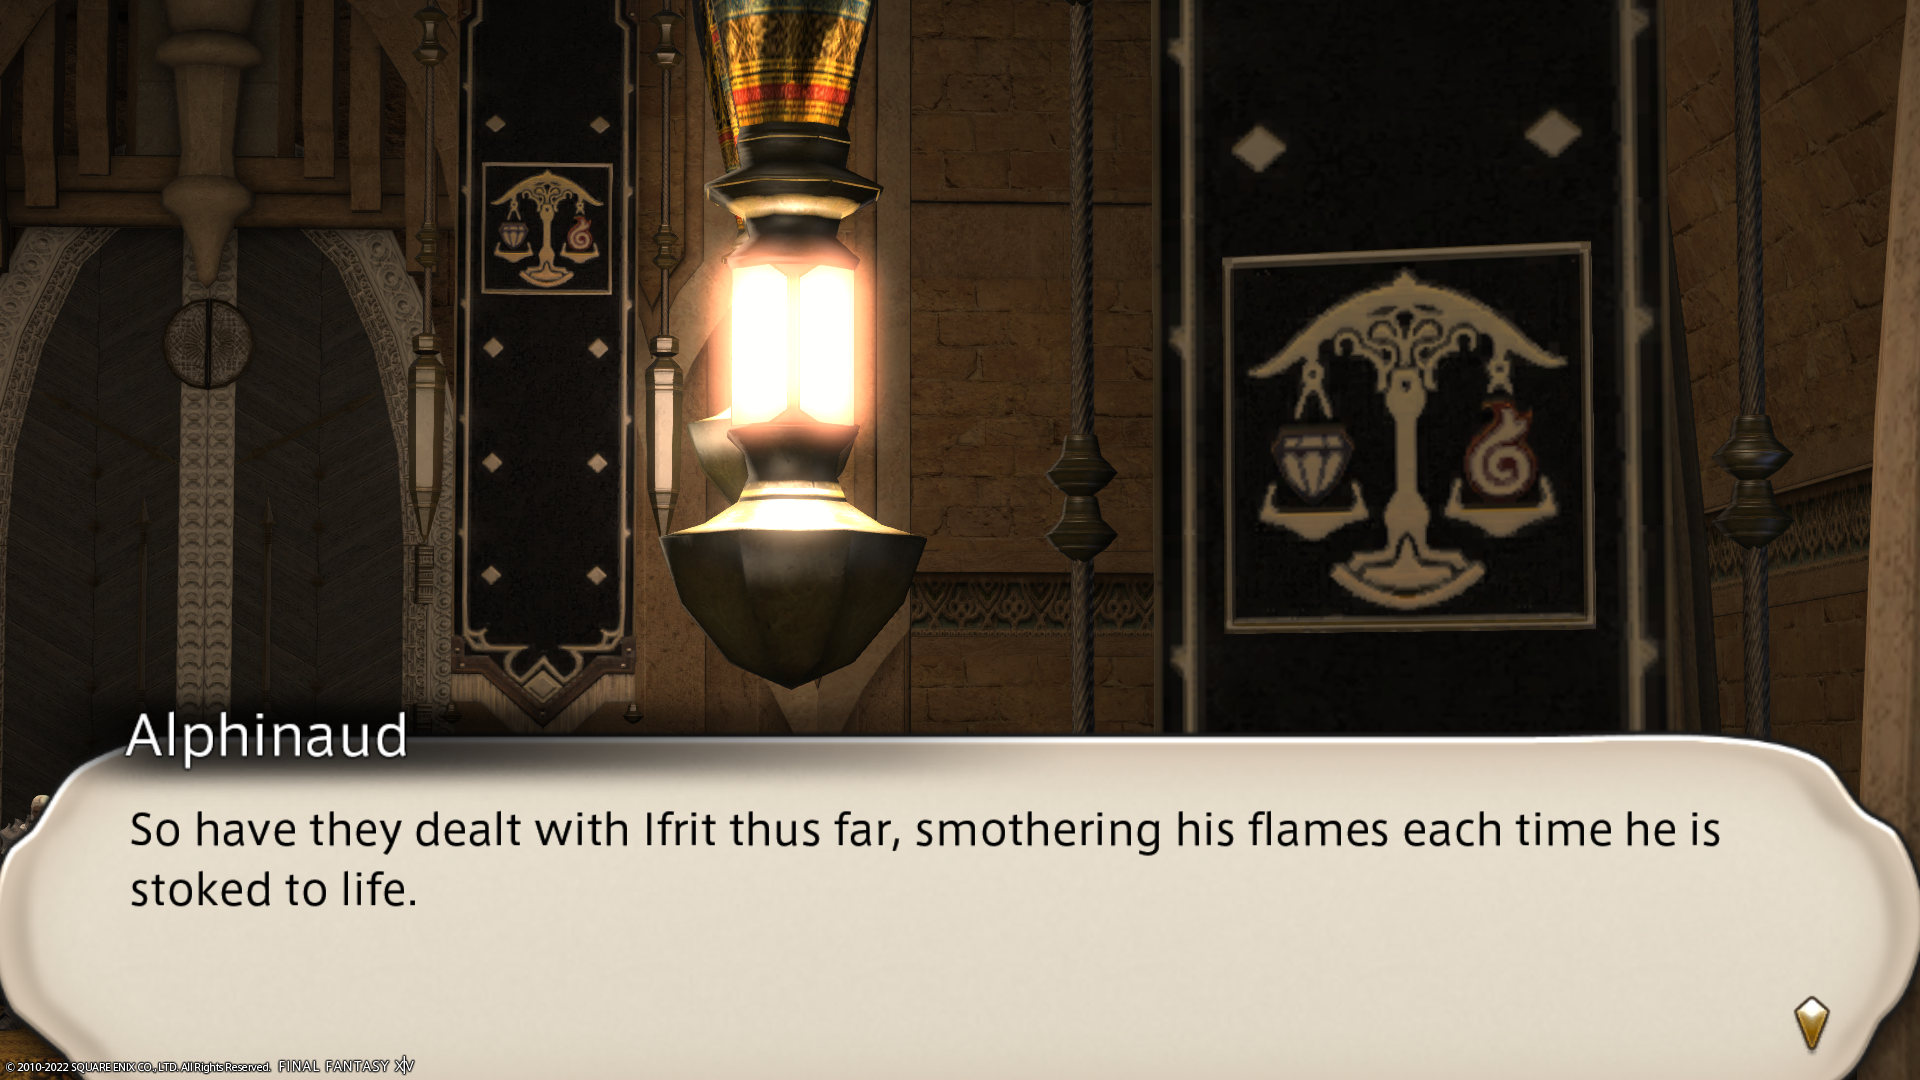 Alphinaud
So have they dealt with Ifrit thus far, smothering his flames each time he is
stoked to life.
© 2010-2022 SQUARE ENIX CO., LTD. All Rights Reserved. FINAL FANTASY XIV